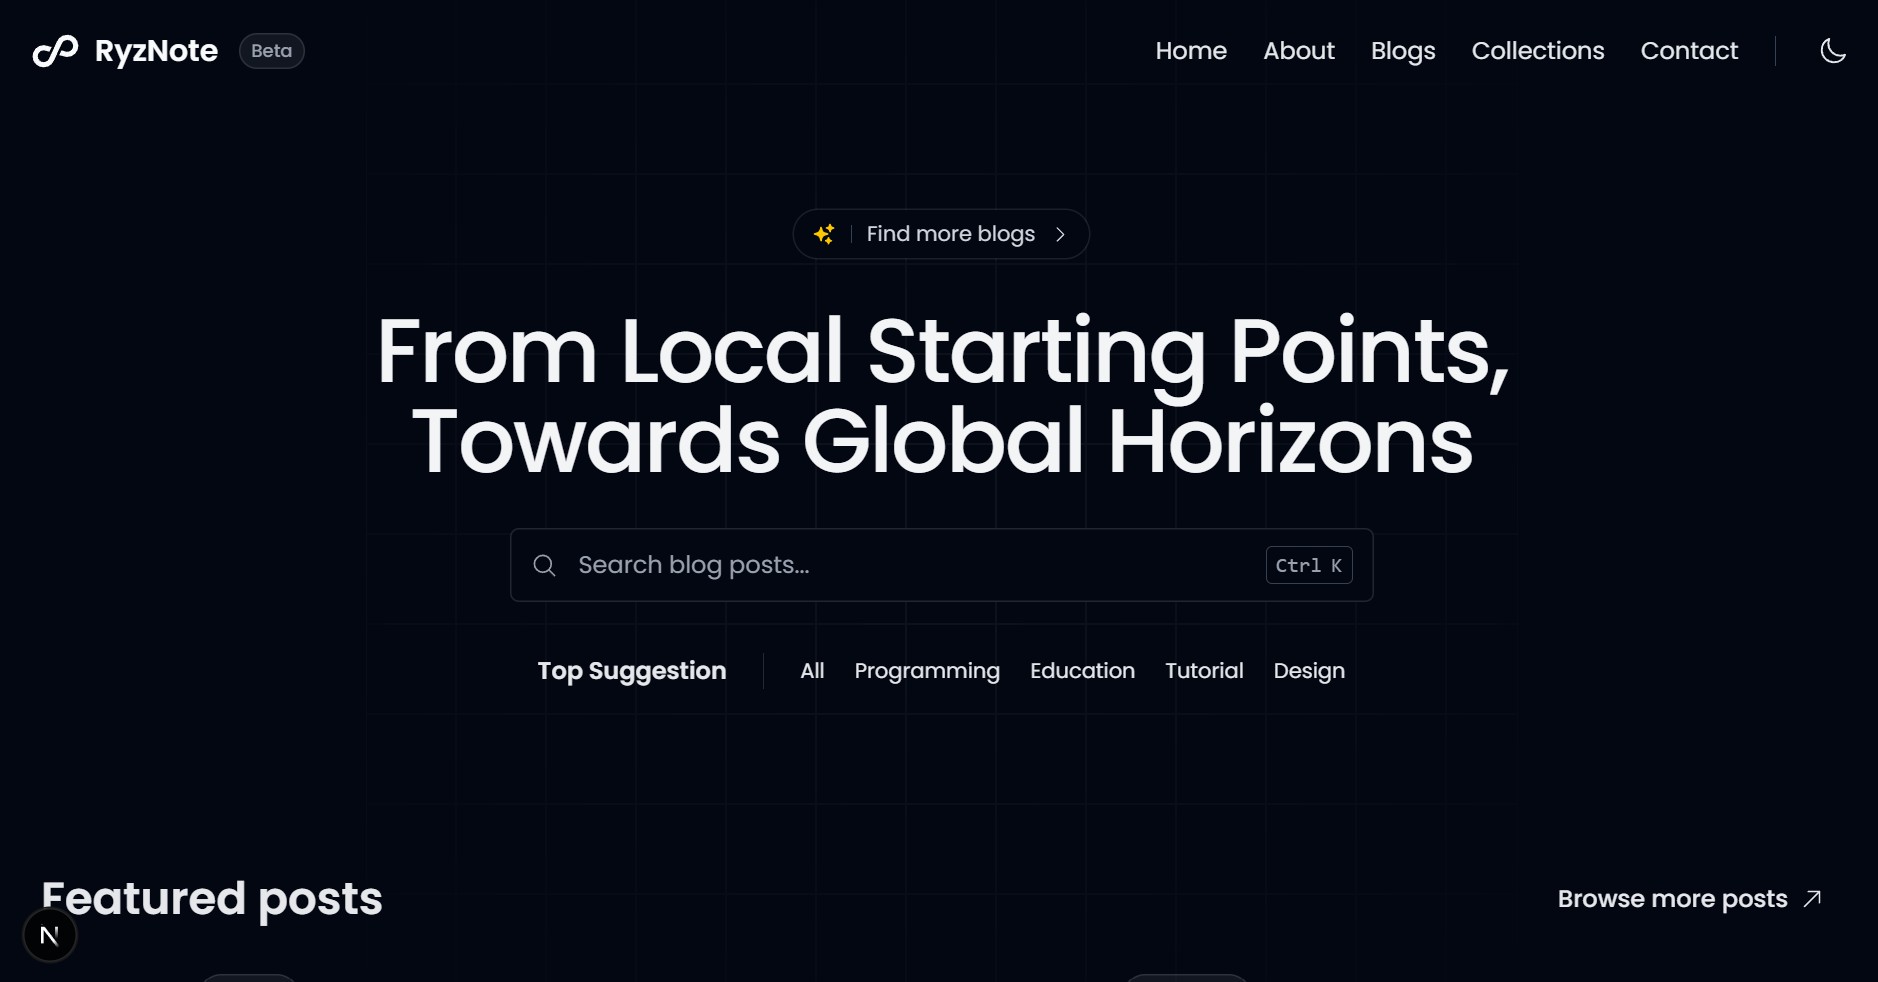 RyzNote
Beta
Home
About
Blogs
Collections
Contact
Find more blogs
From Local Starting Points,
Towards Global Horizons
Search blog posts...
Ctrl K
Top Suggestion
All
Programming
Education
Tutorial
Design
Featured posts
Browse more posts
N